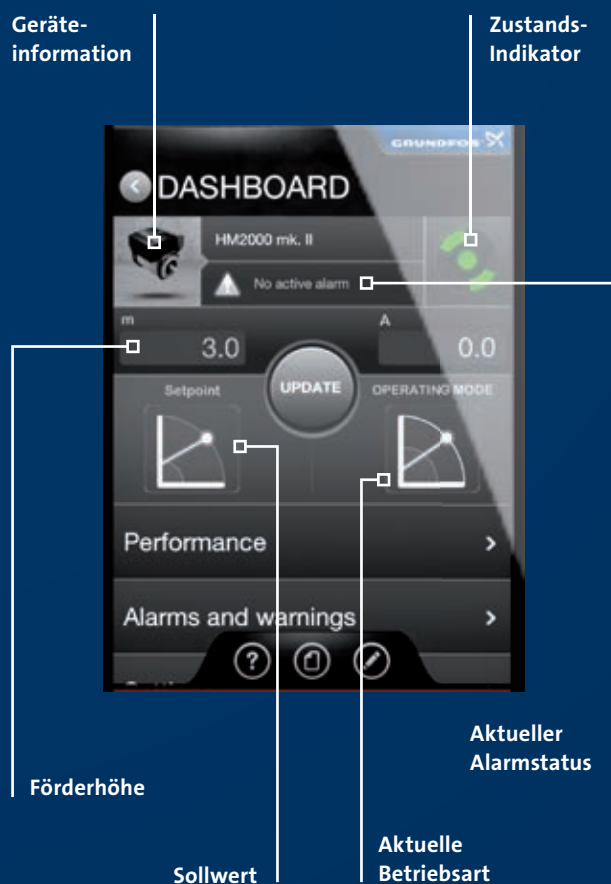 Geräte-
information
Zustands-
Indikator
GRUNDFOS
DASHBOARD
HM2000 mk. II
No active alarm
m
A
3.0
0.0
UPDATE
Setpoint
OPERATING MODE
Performance
Alarms and warnings
?
Aktueller
Alarmstatus
Förderhöhe
Aktuelle
Betriebsart
Sollwert